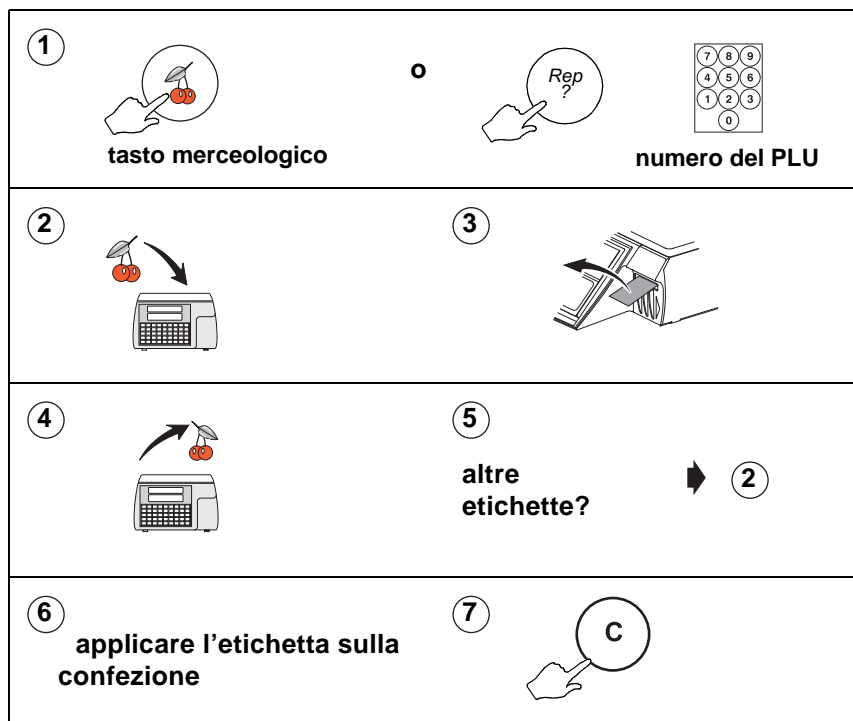 1
o
Rep
?
7 8 9
4 5 6
1 2 3
0
tasto merceologico
numero del PLU
2
3
4
5
altre
etichette?
2
6
applicare l'etichetta sulla
confezione
7
C